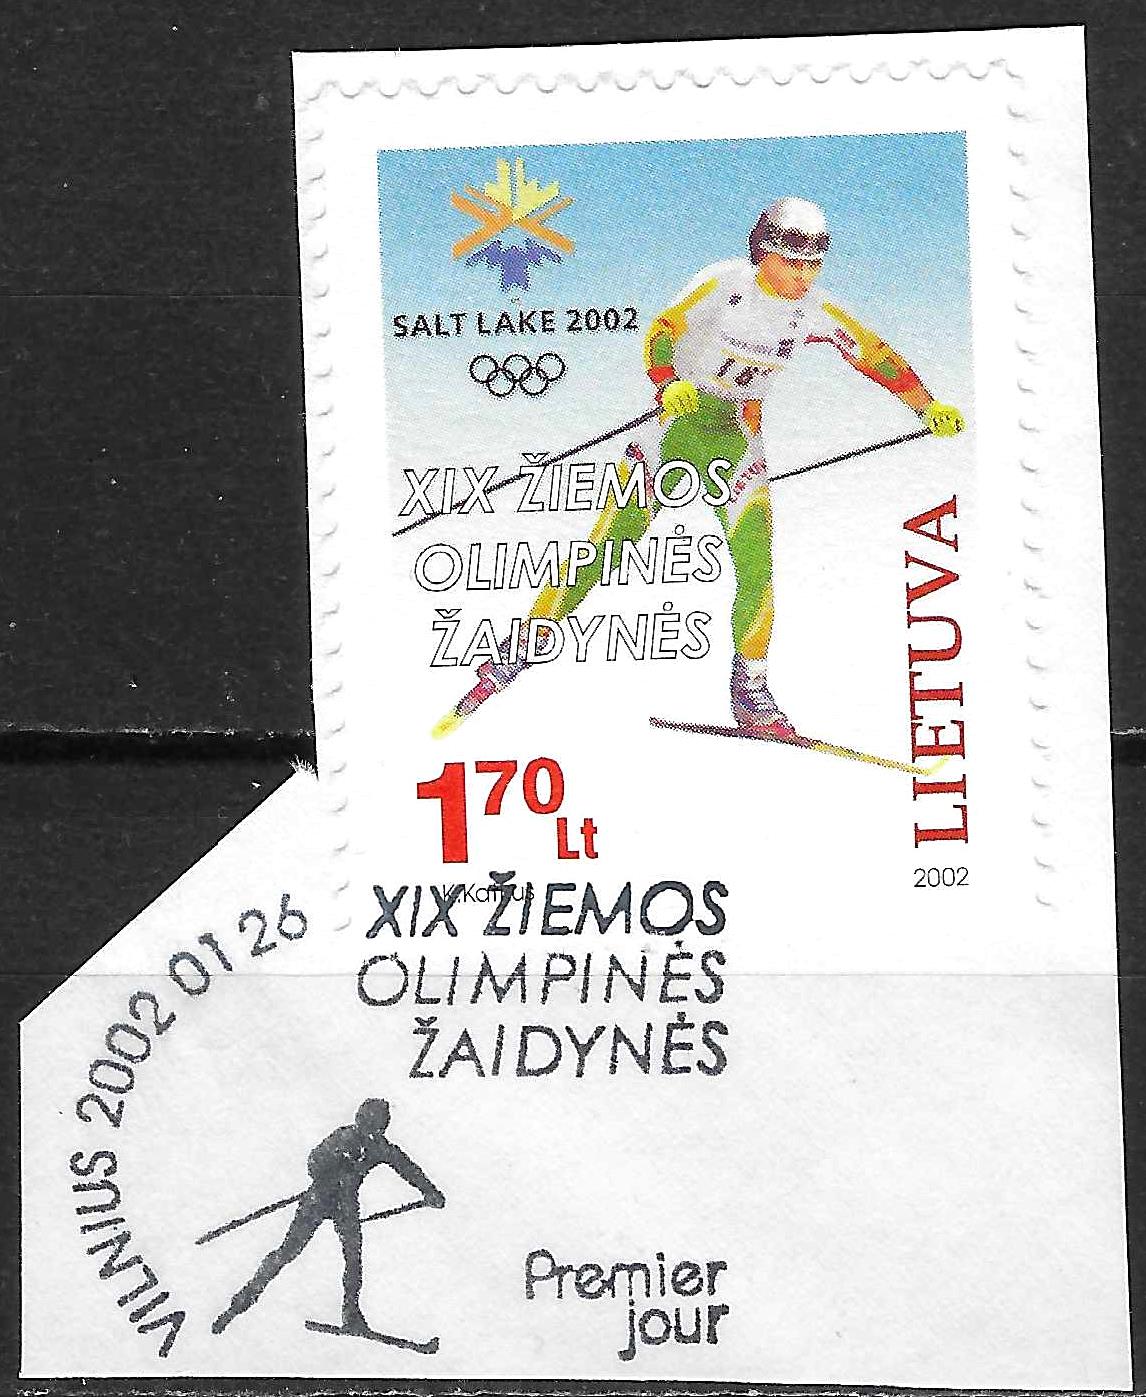 SALT LAKE 2002
XIX ŽIEMOS
OLIMPINĖS
ŽAIDYNĖS
16
LIETUVA
1 70 Lt
2002
XIX ŽIEMOS
OLIMPINĖS
ŽAIDYNĖS
VILNIUS 2002 01 26
Premier
jour